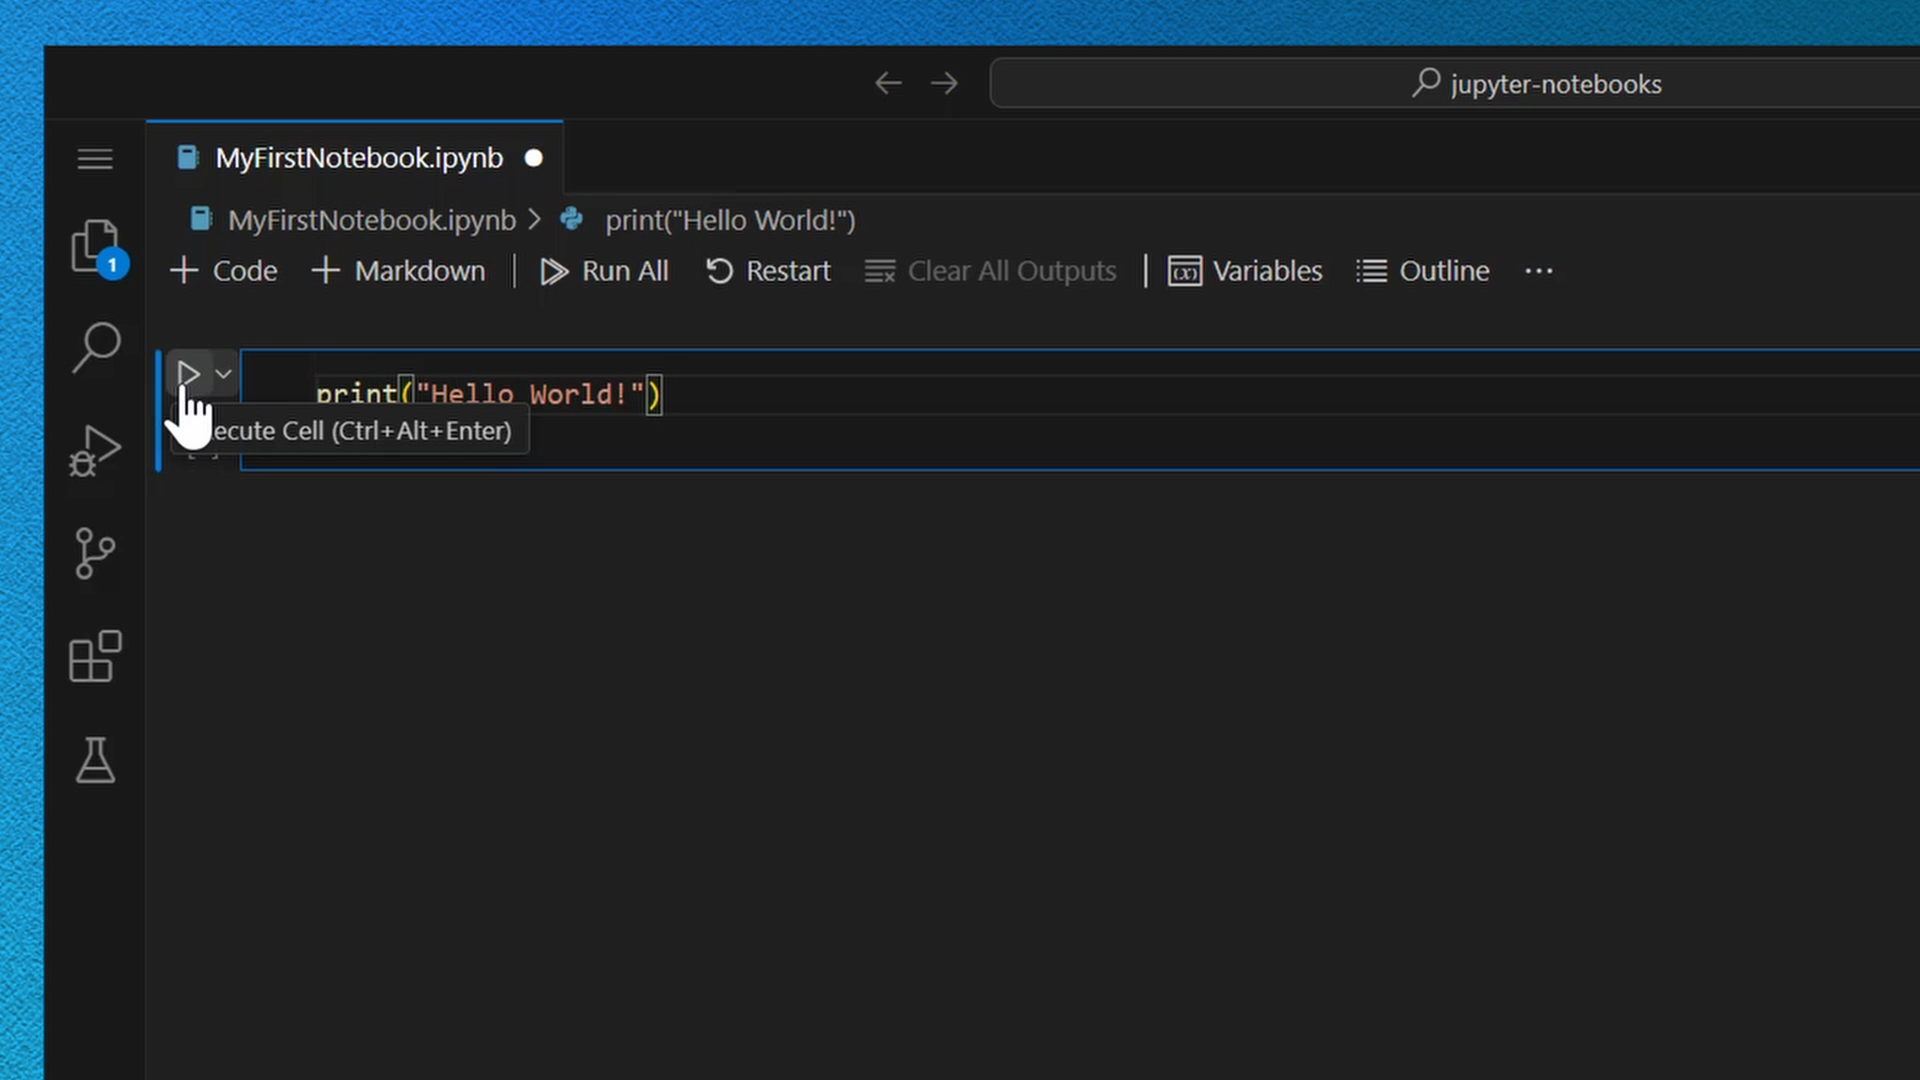 jupyter-notebooks
MyFirstNotebook.ipynb
MyFirstNotebook.ipynb > print("Hello World!")
1
+ Code + Markdown | Run All Restart Clear All Outputs | Variables Outline ...
print("Hello World!")
ecute Cell (Ctrl+Alt+Enter)